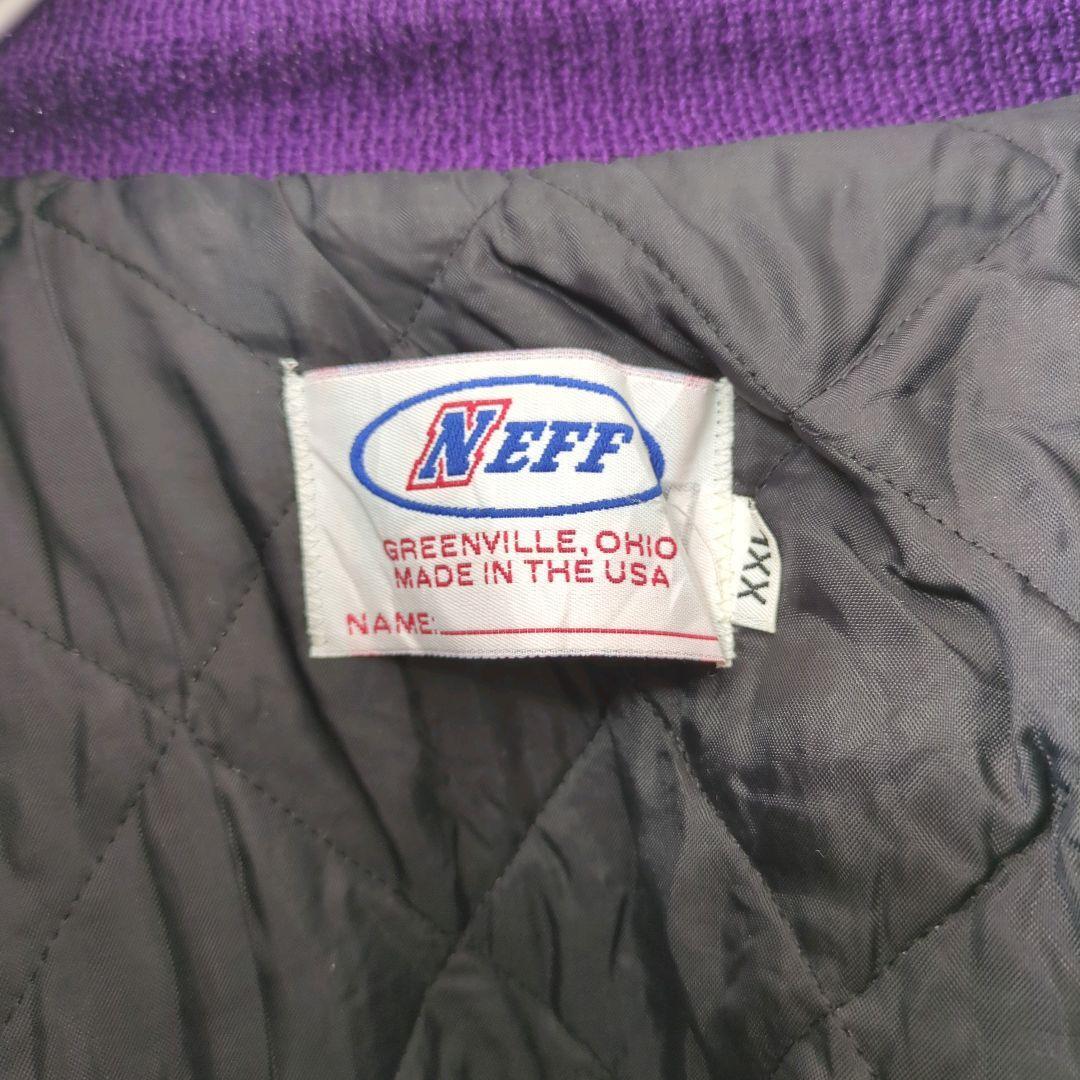 NEFF
GREENVILLE, OHIO
MADE IN THE USA
NAME:
XXL